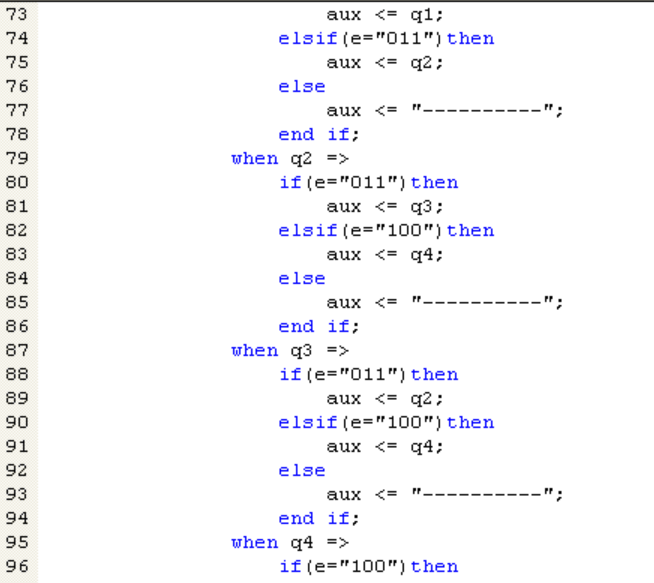 73 aux <= q1;
74 elsif(e="011")then
75 aux <= q2;
76 else
77 aux <= "----------";
78 end if;
79 when q2 =>
80 if(e="011")then
81 aux <= q3;
82 elsif(e="100")then
83 aux <= q4;
84 else
85 aux <= "----------";
86 end if;
87 when q3 =>
88 if(e="011")then
89 aux <= q2;
90 elsif(e="100")then
91 aux <= q4;
92 else
93 aux <= "----------";
94 end if;
95 when q4 =>
96 if(e="100")then